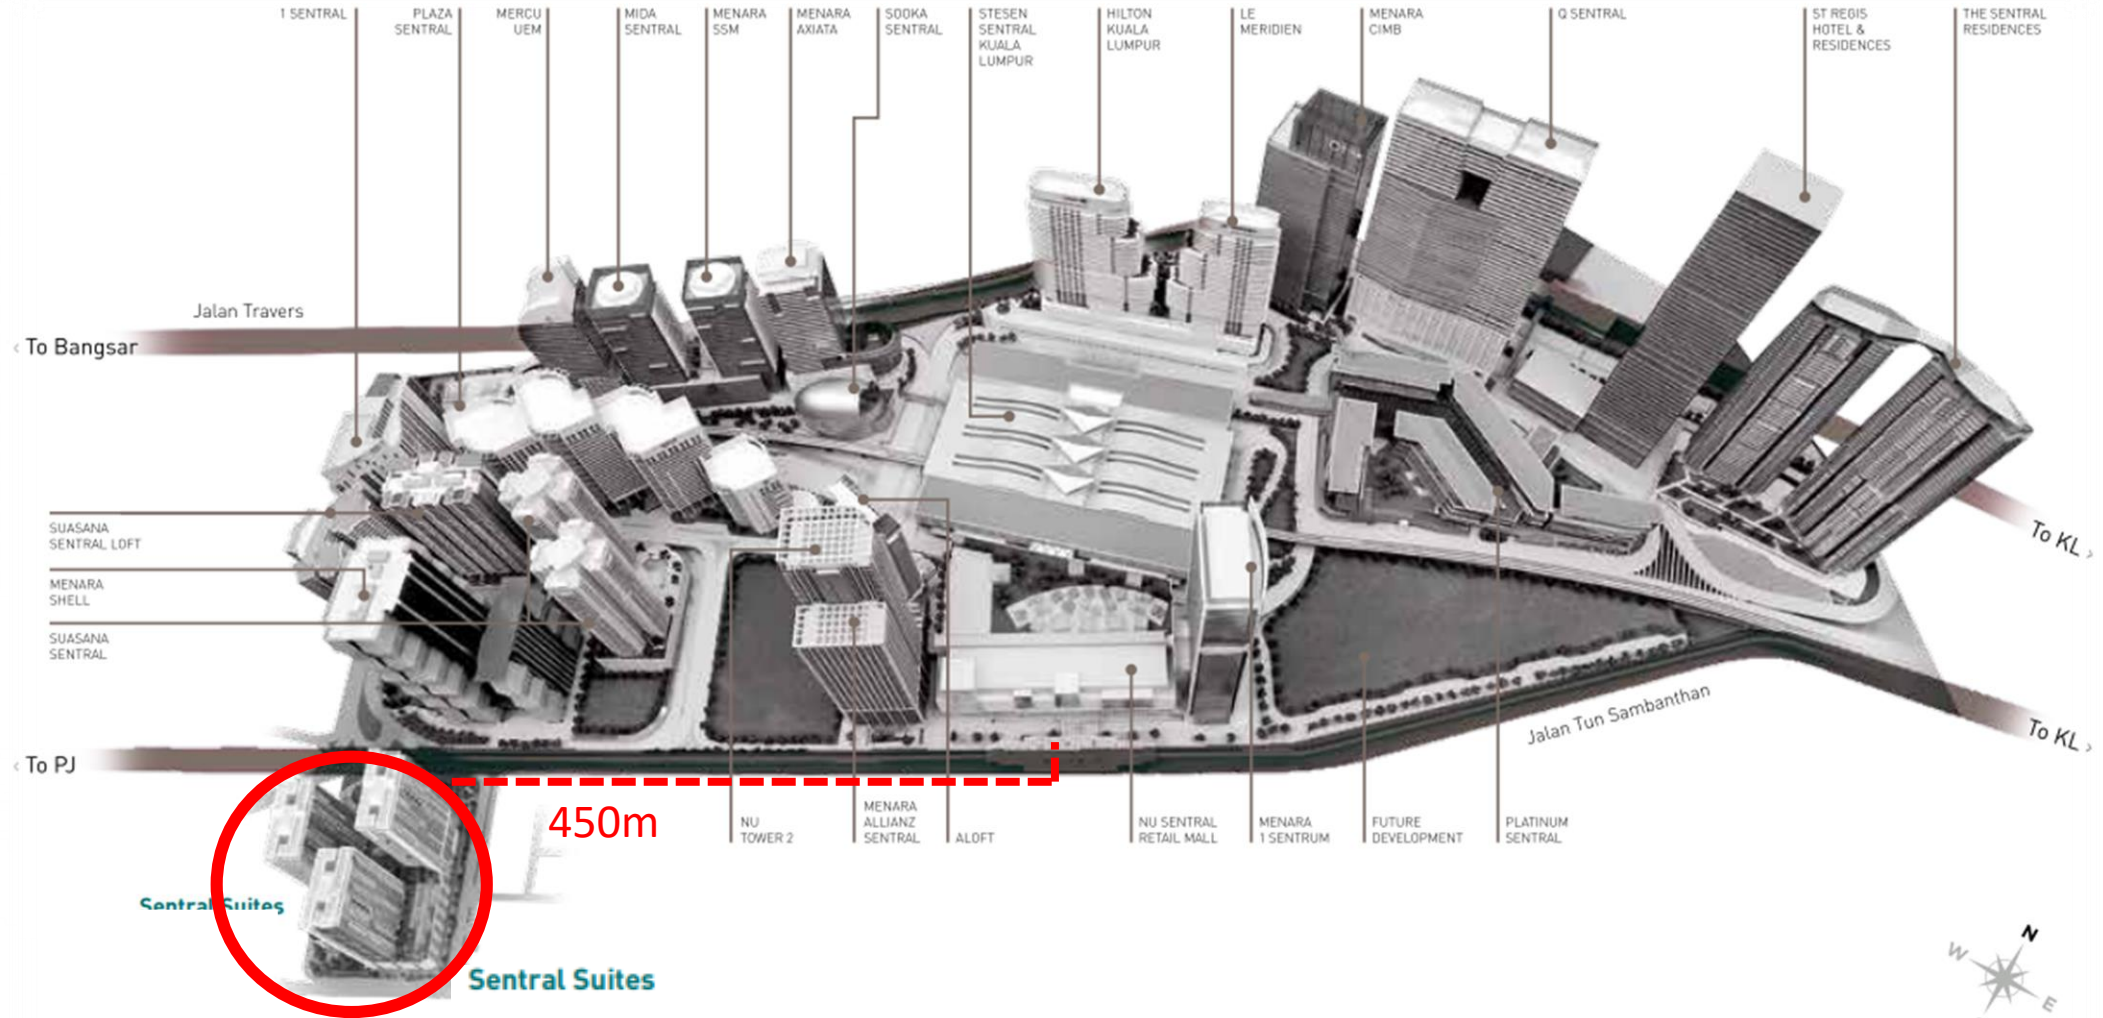 1 SENTRAL
PLAZA
SENTRAL
MERCU
UEM
MIDA
SENTRAL
MENARA
SSM
MENARA
AXIATA
SOOKA
SENTRAL
STESEN
SENTRAL
KUALA
LUMPUR
HILTON
KUALA
LUMPUR
LE
MERIDIEN
MENARA
CIMB
Q SENTRAL
ST REGIS
HOTEL &
RESIDENCES
THE SENTRAL
RESIDENCES
Jalan Travers
‹ To Bangsar
SUASANA
SENTRAL LOFT
MENARA
SHELL
SUASANA
SENTRAL
To KL ›
Jalan Tun Sambanthan
To KL ›
‹ To PJ
450m
NU
TOWER 2
MENARA
ALLIANZ
SENTRAL
ALOFT
NU SENTRAL
RETAIL MALL
MENARA
1 SENTRUM
FUTURE
DEVELOPMENT
PLATINUM
SENTRAL
Sentral Suites
Sentral Suites
N
W
E